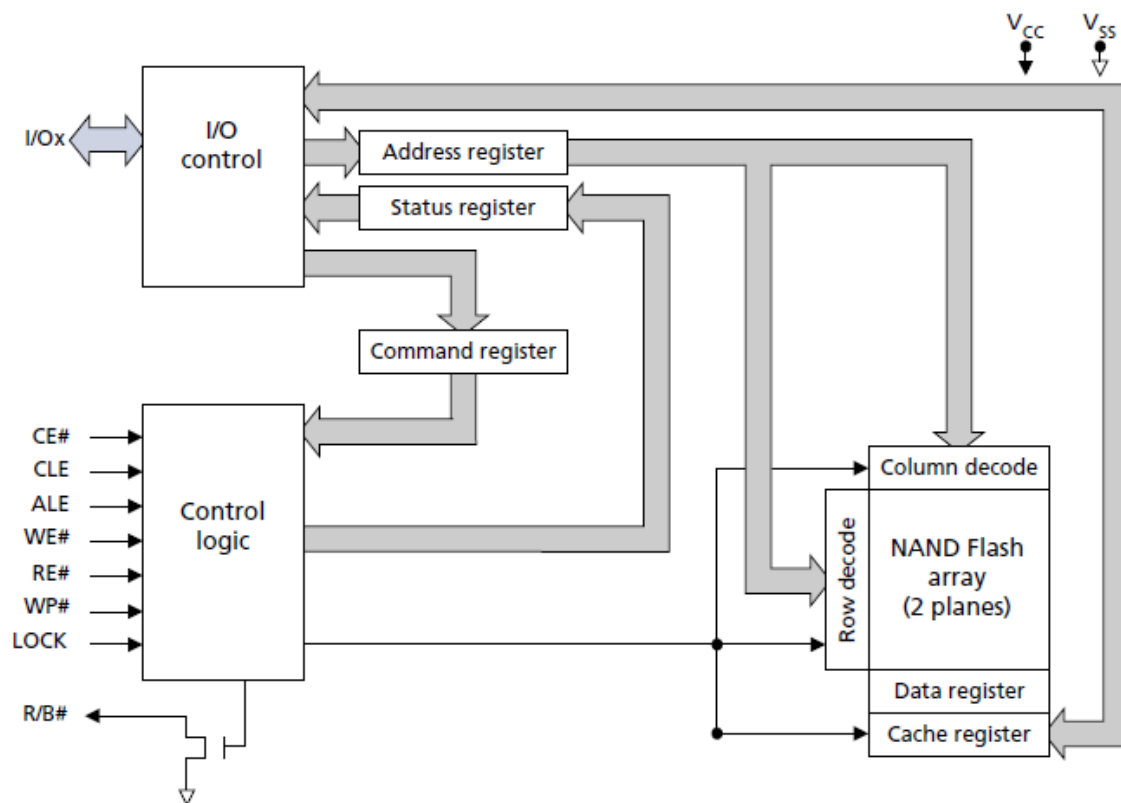 VCC
VSS
I/Ox
I/O
control
Address register
Status register
Command register
CE#
CLE
ALE
WE#
RE#
WP#
LOCK
R/B#
Control
logic
Column decode
Row decode
NAND Flash
array
(2 planes)
Data register
Cache register